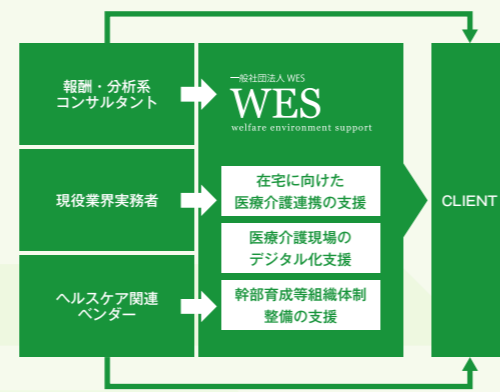 報酬・分析系
コンサルタント
現役業界実務者
ヘルスケア関連
ベンダー
一般社団法人 WES
WES
welfare environment support
在宅に向けた
医療介護連携の支援
医療介護現場の
デジタル化支援
幹部育成等組織体制
整備の支援
CLIENT